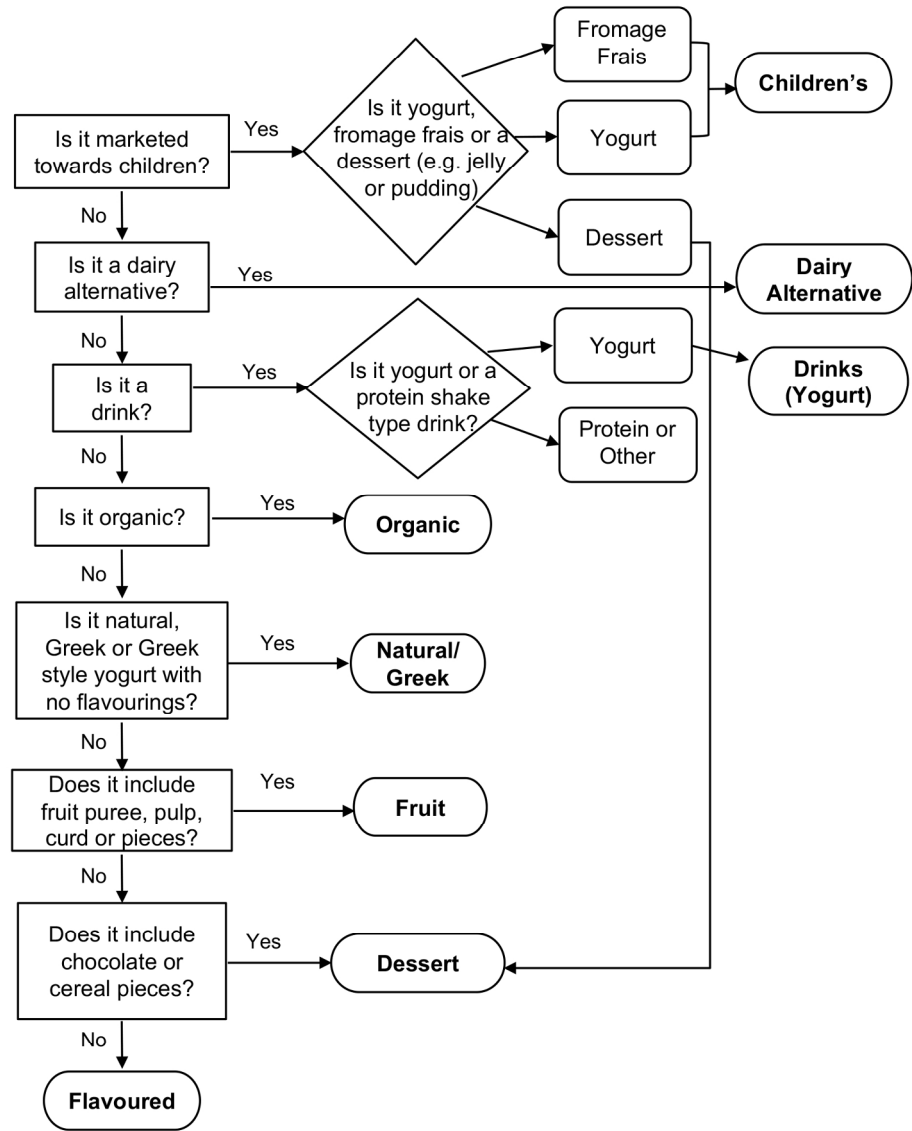 Fromage
Frais
Children's
Is it yogurt,
fromage frais or a
dessert (e.g. jelly
or pudding)
Yes
Is it marketed
towards children?
Yogurt
No
Dessert
Is it a dairy
alternative?
Yes
Dairy
Alternative
No
Is it a
drink?
Yes
Is it yogurt or a
protein shake
type drink?
Yogurt
Drinks
(Yogurt)
Protein or
Other
No
Is it organic?
Yes
Organic
No
Is it natural,
Greek or Greek
style yogurt with
no flavourings?
Yes
Natural/
Greek
No
Does it include
fruit puree, pulp,
curd or pieces?
Yes
Fruit
No
Does it include
chocolate or
cereal pieces?
Yes
Dessert
No
Flavoured